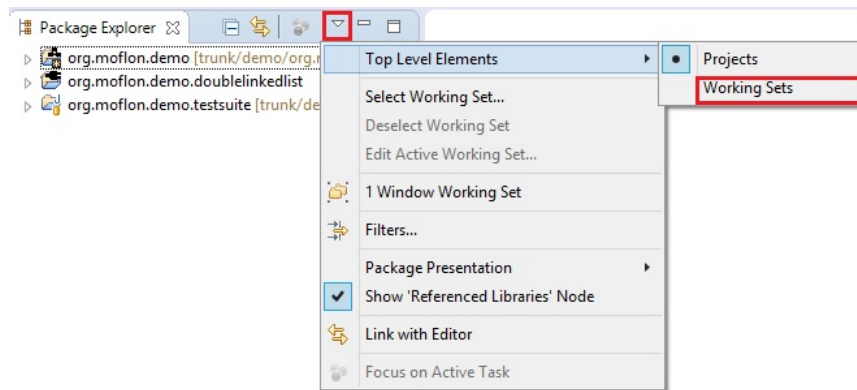 Package Explorer
org.moflon.demo [trunk/demo/org.
org.moflon.demo.doublelinkedlist
org.moflon.demo.testsuite [trunk/de
Top Level Elements
Projects
Working Sets
Select Working Set...
Deselect Working Set
Edit Active Working Set...
1 Window Working Set
Filters...
Package Presentation
Show 'Referenced Libraries' Node
Link with Editor
Focus on Active Task